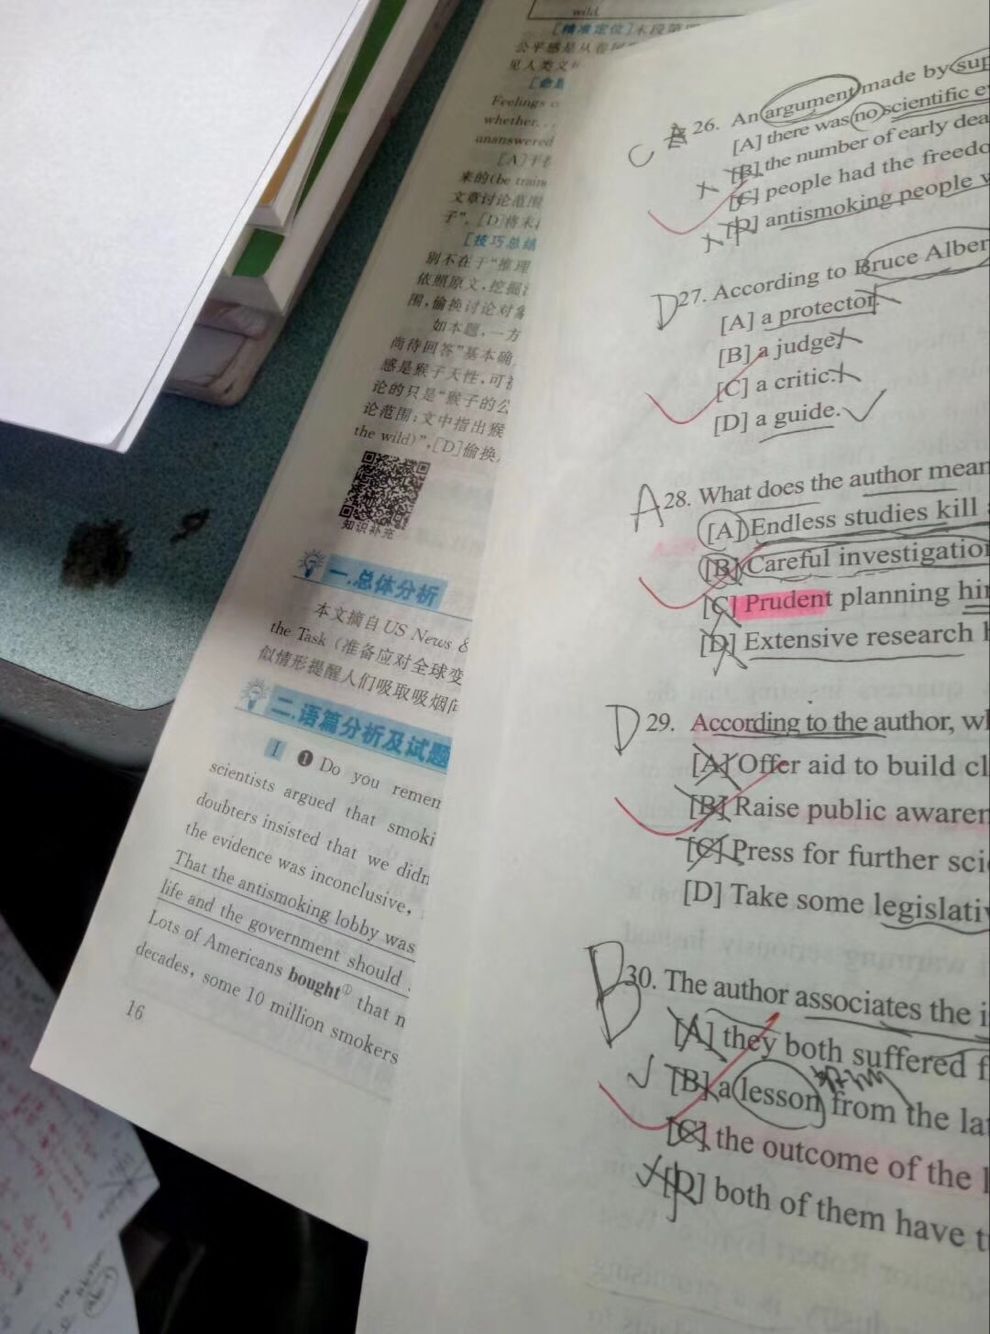 wild.
[精准定位]末段第
公平感是从
见人类文
[命题
Feelings
whether...
unanswered
[A]
来的(be train
文章讨论范围
子”,[D]将末
[技巧总结
别不在于“推理
依照原文,挖掘
围,偷换讨论对象
如本题,一方
尚待回答”基本确
感是猴子天性,可
论的只是“猴子的公
论范围;文中指出猴
the wild)”,[D]偷换
知识补充
一.总体分析
本文摘自US News &
the Task(准备应对全球变
似情形提醒人们吸取吸烟问
二.语篇分析及试题
I ❶ Do you remem
scientists argued that smoki
doubters insisted that we didn
the evidence was inconclusive,
That the antismoking lobby was
life and the government should
Lots of Americans bought① that n
decades, some 10 million smokers
16
C 26. An argument made by sup
[A] there was no scientific e
[B] the number of early dea
[C] people had the freedo
[D] antismoking people w
D 27. According to Bruce Alber
[A] a protector.
[B] a judge.
[C] a critic.
[D] a guide.
A 28. What does the author mean
[A] Endless studies kill
[B] Careful investigation
[C] Prudent planning hin
[D] Extensive research
D 29. According to the author, wh
[A] Offer aid to build cl
[B] Raise public awaren
[C] Press for further sci
[D] Take some legislativ
B 30. The author associates the i
[A] they both suffered f
[B] a lesson from the la
[C] the outcome of the l
[D] both of them have t